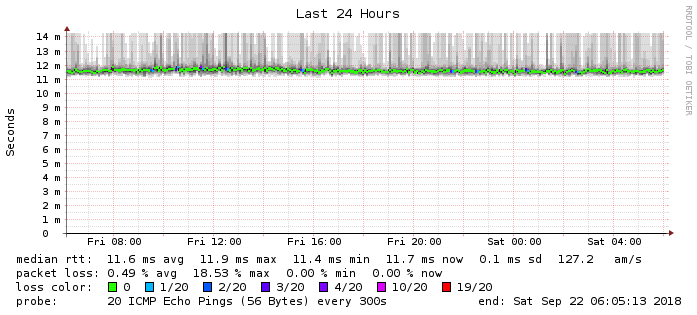 Last 24 Hours
RRDTOOL / TOBI OETIKER
Seconds
14 m
13 m
12 m
11 m
10 m
9 m
8 m
7 m
6 m
5 m
4 m
3 m
2 m
1 m
0
Fri 08:00 Fri 12:00 Fri 16:00 Fri 20:00 Sat 00:00 Sat 04:00
median rtt: 11.6 ms avg 11.9 ms max 11.4 ms min 11.7 ms now 0.1 ms sd 127.2 am/s
packet loss: 0.49 % avg 18.53 % max 0.00 % min 0.00 % now
loss color: 0 1/20 2/20 3/20 4/20 10/20 19/20
probe: 20 ICMP Echo Pings (56 Bytes) every 300s end: Sat Sep 22 06:05:13 2018